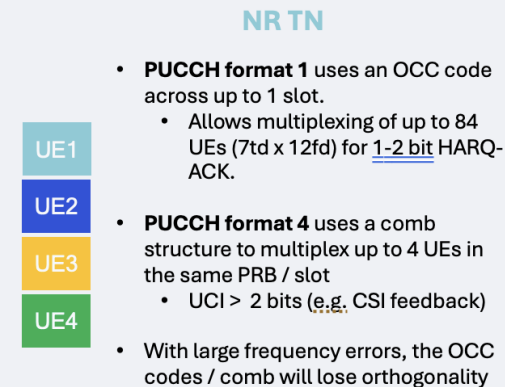 NR TN
• PUCCH format 1 uses an OCC code
across up to 1 slot.
• Allows multiplexing of up to 84
UEs (7td x 12fd) for 1-2 bit HARQ-
ACK.
UE1
UE2
UE3
UE4
• PUCCH format 4 uses a comb
structure to multiplex up to 4 UEs in
the same PRB / slot
• UCI > 2 bits (e.g. CSI feedback)
• With large frequency errors, the OCC
codes / comb will lose orthogonality